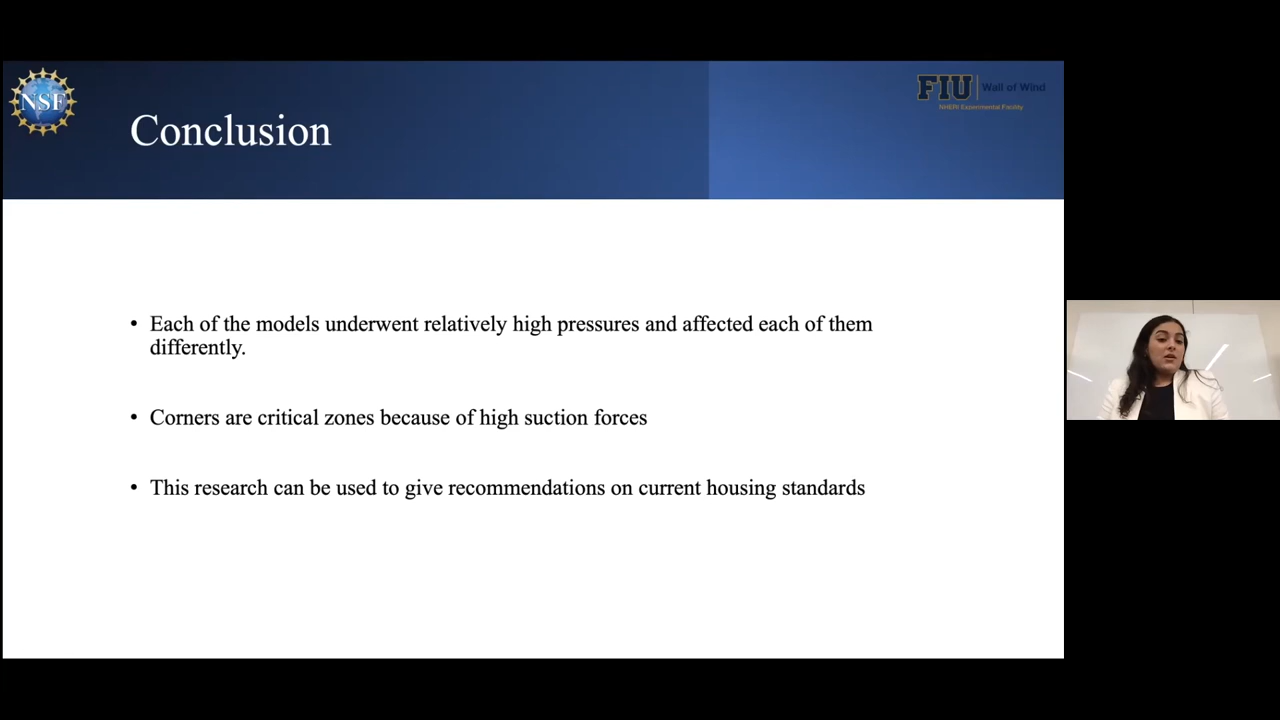 NSF
Conclusion
FIU
Wall of Wind
NHERI Experimental Facility
• Each of the models underwent relatively high pressures and affected each of them
differently.
• Corners are critical zones because of high suction forces
• This research can be used to give recommendations on current housing standards